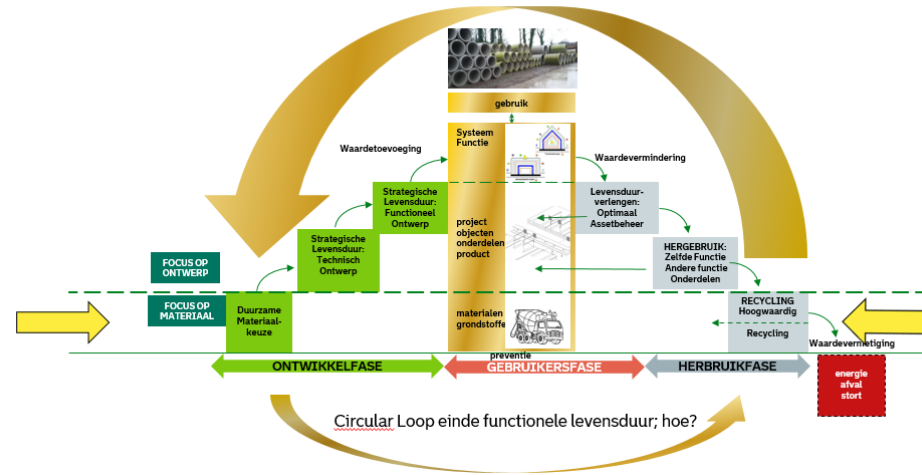 gebruik
Systeem
Functie
Waardetoevoeging
Waardevermindering
Strategische
Levensduur:
Functioneel
Ontwerp
Levensduur-
verlengen:
Optimaal
Assetbeheer
Strategische
Levensduur:
Technisch
Ontwerp
project
objecten
onderdelen
product
HERGEBRUIK:
Zelfde Functie
Andere functie
Onderdelen
FOCUS OP
ONTWERP
FOCUS OP
MATERIAAL
Duurzame
Materiaal-
keuze
materialen
grondstoffe
RECYCLING
Hoogwaardig
Recycling
Waardevernietiging
preventie
ONTWIKKELFASE
GEBRUIKERSFASE
HERBRUIKFASE
energie
afval
stort
Circular Loop einde functionele levensduur; hoe?